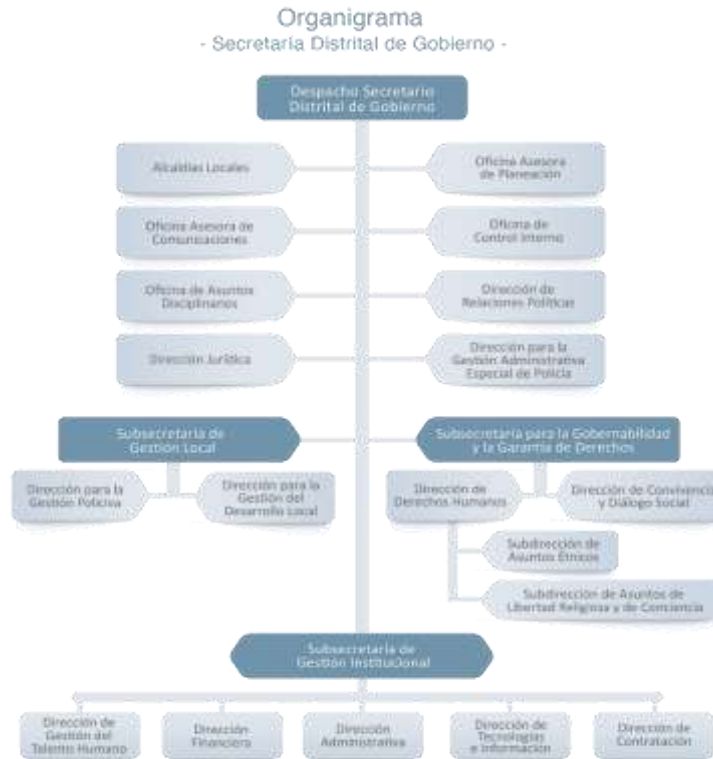 Organigrama
- Secretaría Distrital de Gobierno -
Despacho Secretario
Distrital de Gobierno
Alcaldías Locales
Oficina Asesora
de Planeación
Oficina Asesora de
Comunicaciones
Oficina de
Control Interno
Oficina de Asuntos
Disciplinarios
Dirección de
Relaciones Políticas
Dirección Jurídica
Dirección para la
Gestión Administrativa
Especial de Policía
Subsecretaría de
Gestión Local
Subsecretaría para la Gobernabilidad
y la Garantía de Derechos
Dirección para la
Gestión Policiva
Dirección para la
Gestión del
Desarrollo Local
Dirección de
Derechos Humanos
Dirección de Convivencia
y Diálogo Social
Subdirección de
Asuntos Étnicos
Subdirección de Asuntos de
Libertad Religiosa y de Conciencia
Subsecretaría de
Gestión Institucional
Dirección de
Gestión del
Talento Humano
Dirección
Financiera
Dirección
Administrativa
Dirección de
Tecnologías
e Información
Dirección de
Contratación